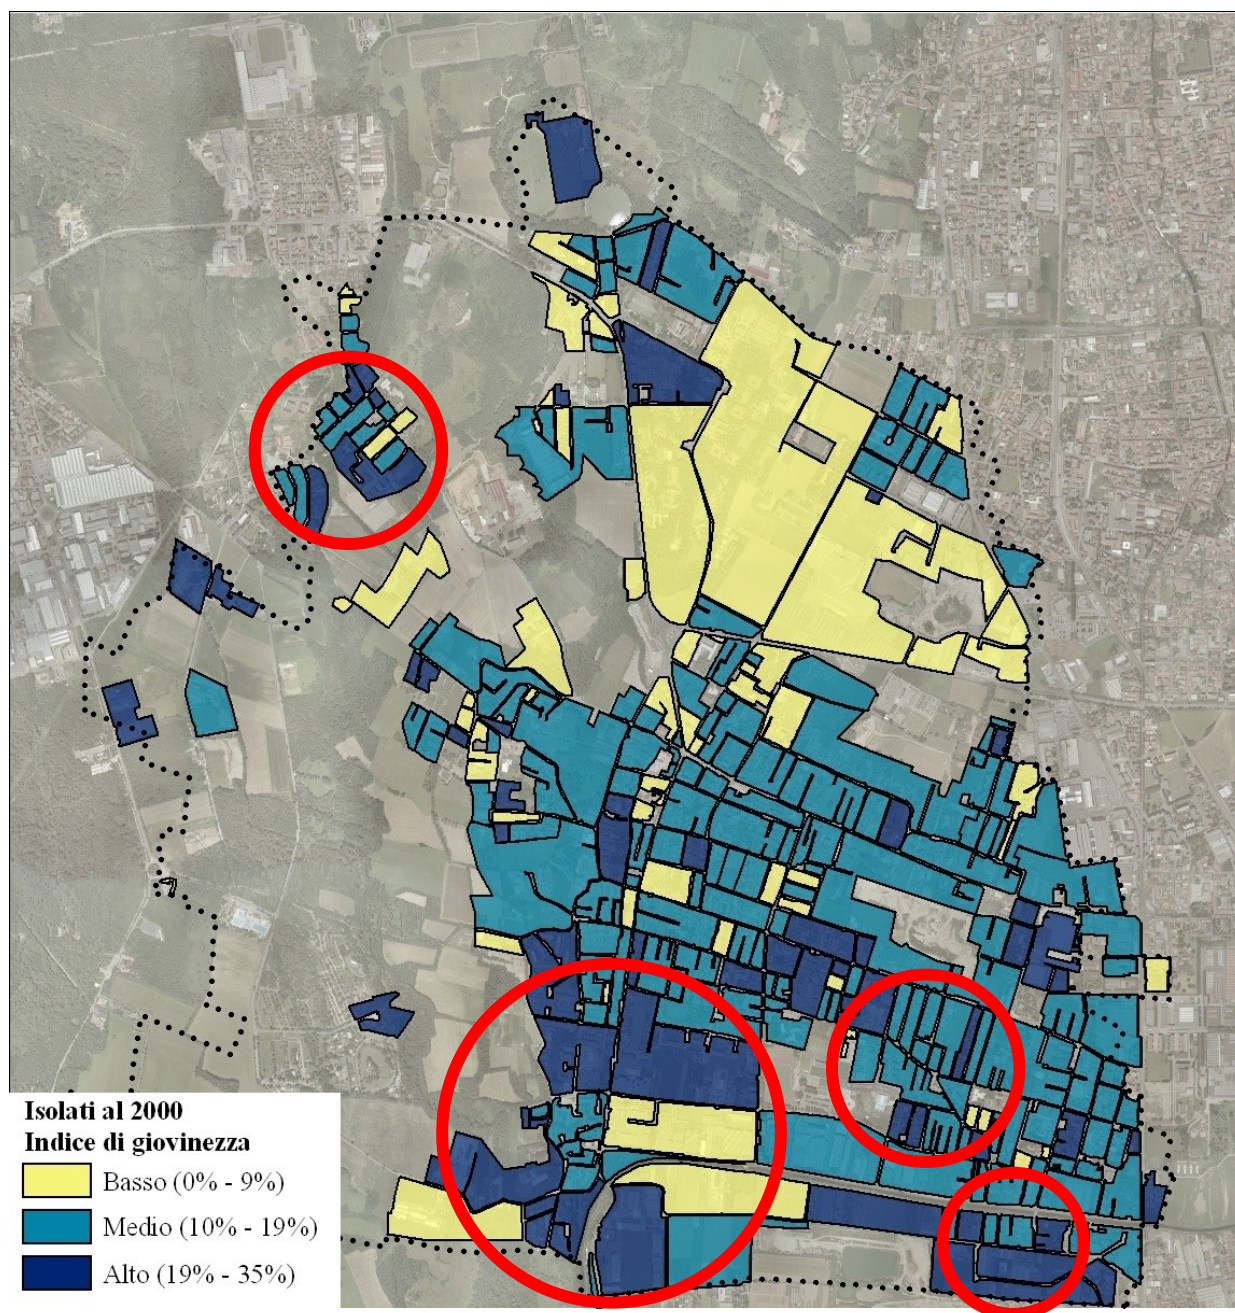 Isolati al 2000
Indice di giovinezza
Basso (0% - 9%)
Medio (10% - 19%)
Alto (19% - 35%)